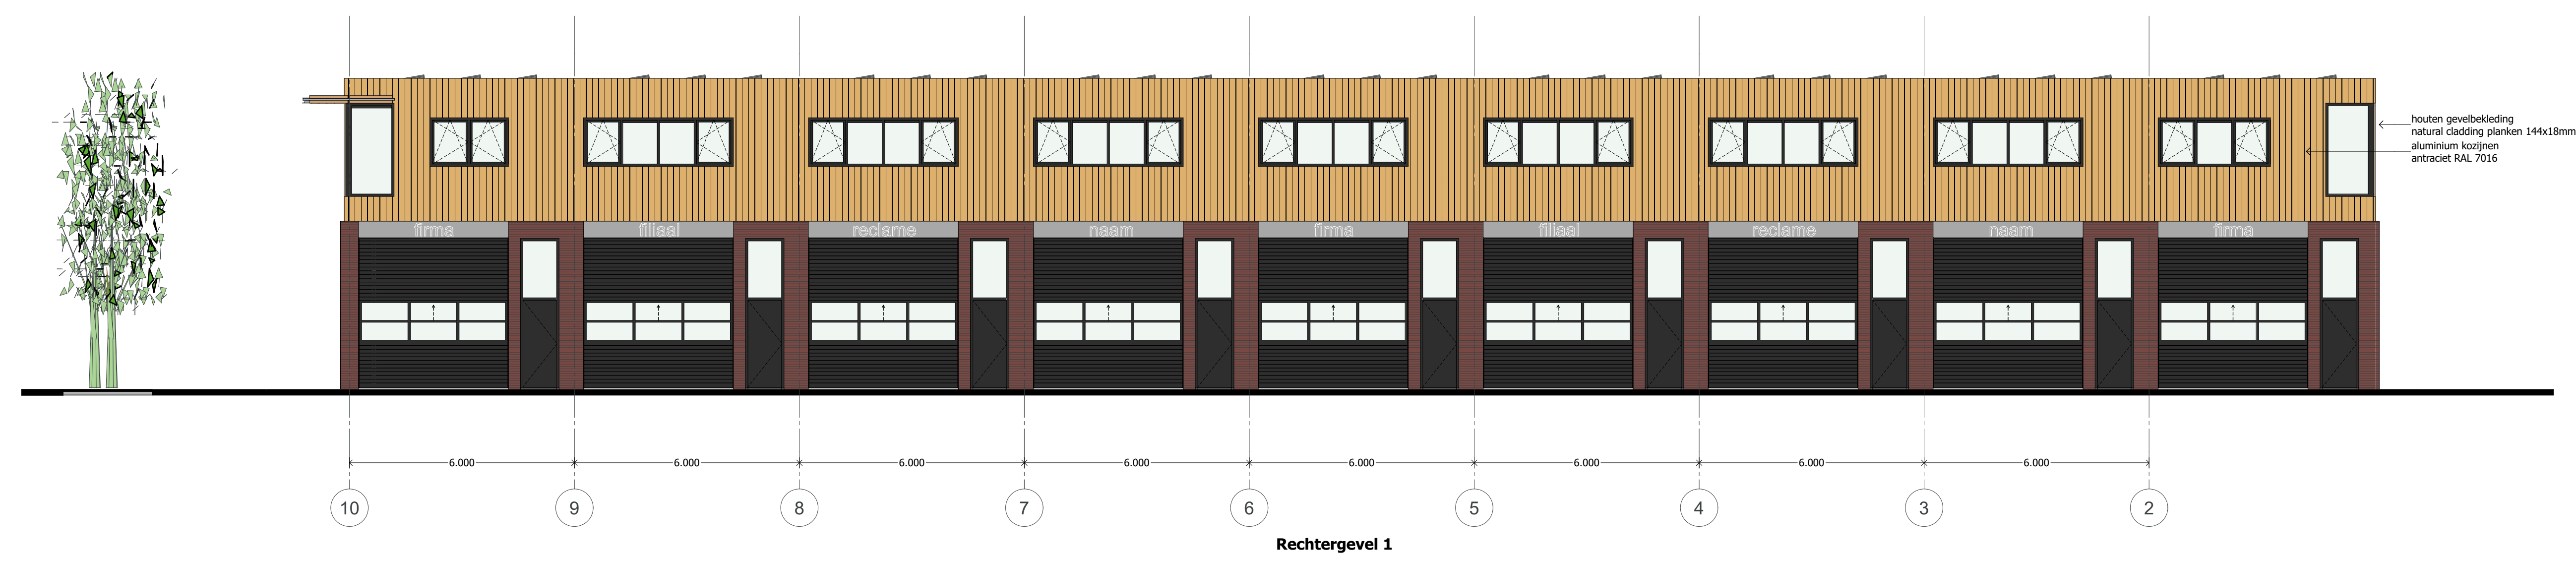 houten gevelbekleding
natural cladding planken 144x18mm
aluminium kozijnen
antraciet RAL 7016
firma filiaal reclame naam firma filiaal reclame naam firma
6.000 6.000 6.000 6.000 6.000 6.000 6.000 6.000
10 9 8 7 6 5 4 3 2
Rechtergevel 1